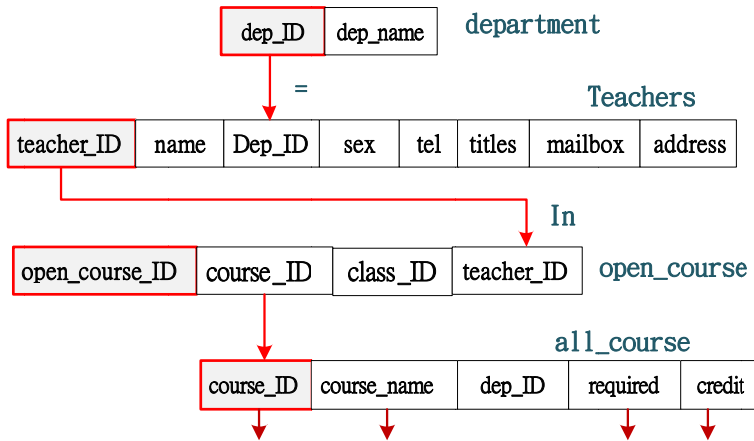 dep_ID dep_name department
=
Teachers
teacher_ID name Dep_ID sex tel titles mailbox address
In
open_course_ID course_ID class_ID teacher_ID open_course
all_course
course_ID course_name dep_ID required credit